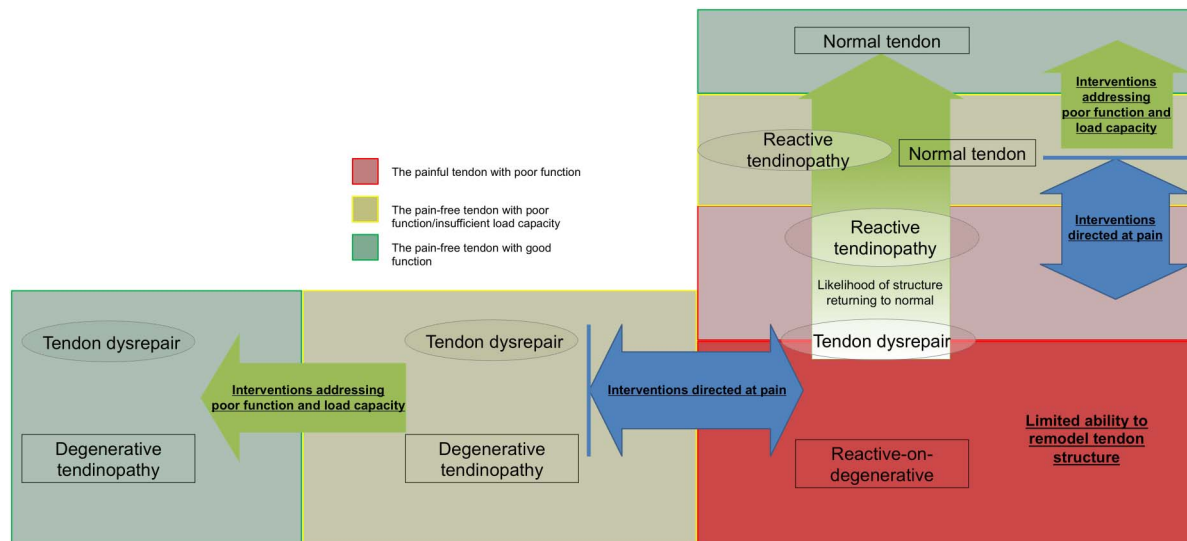 Normal tendon
Interventions
addressing
poor function and
load capacity
Reactive
tendinopathy
Normal tendon
The painful tendon with poor function
The pain-free tendon with poor
function/insufficient load capacity
The pain-free tendon with good
function
Reactive
tendinopathy
Interventions
directed at pain
Likelihood of structure
returning to normal
Tendon dysrepair
Tendon dysrepair
Tendon dysrepair
Interventions addressing
poor function and load capacity
Interventions directed at pain
Degenerative
tendinopathy
Degenerative
tendinopathy
Reactive-on-
degenerative
Limited ability to
remodel tendon
structure